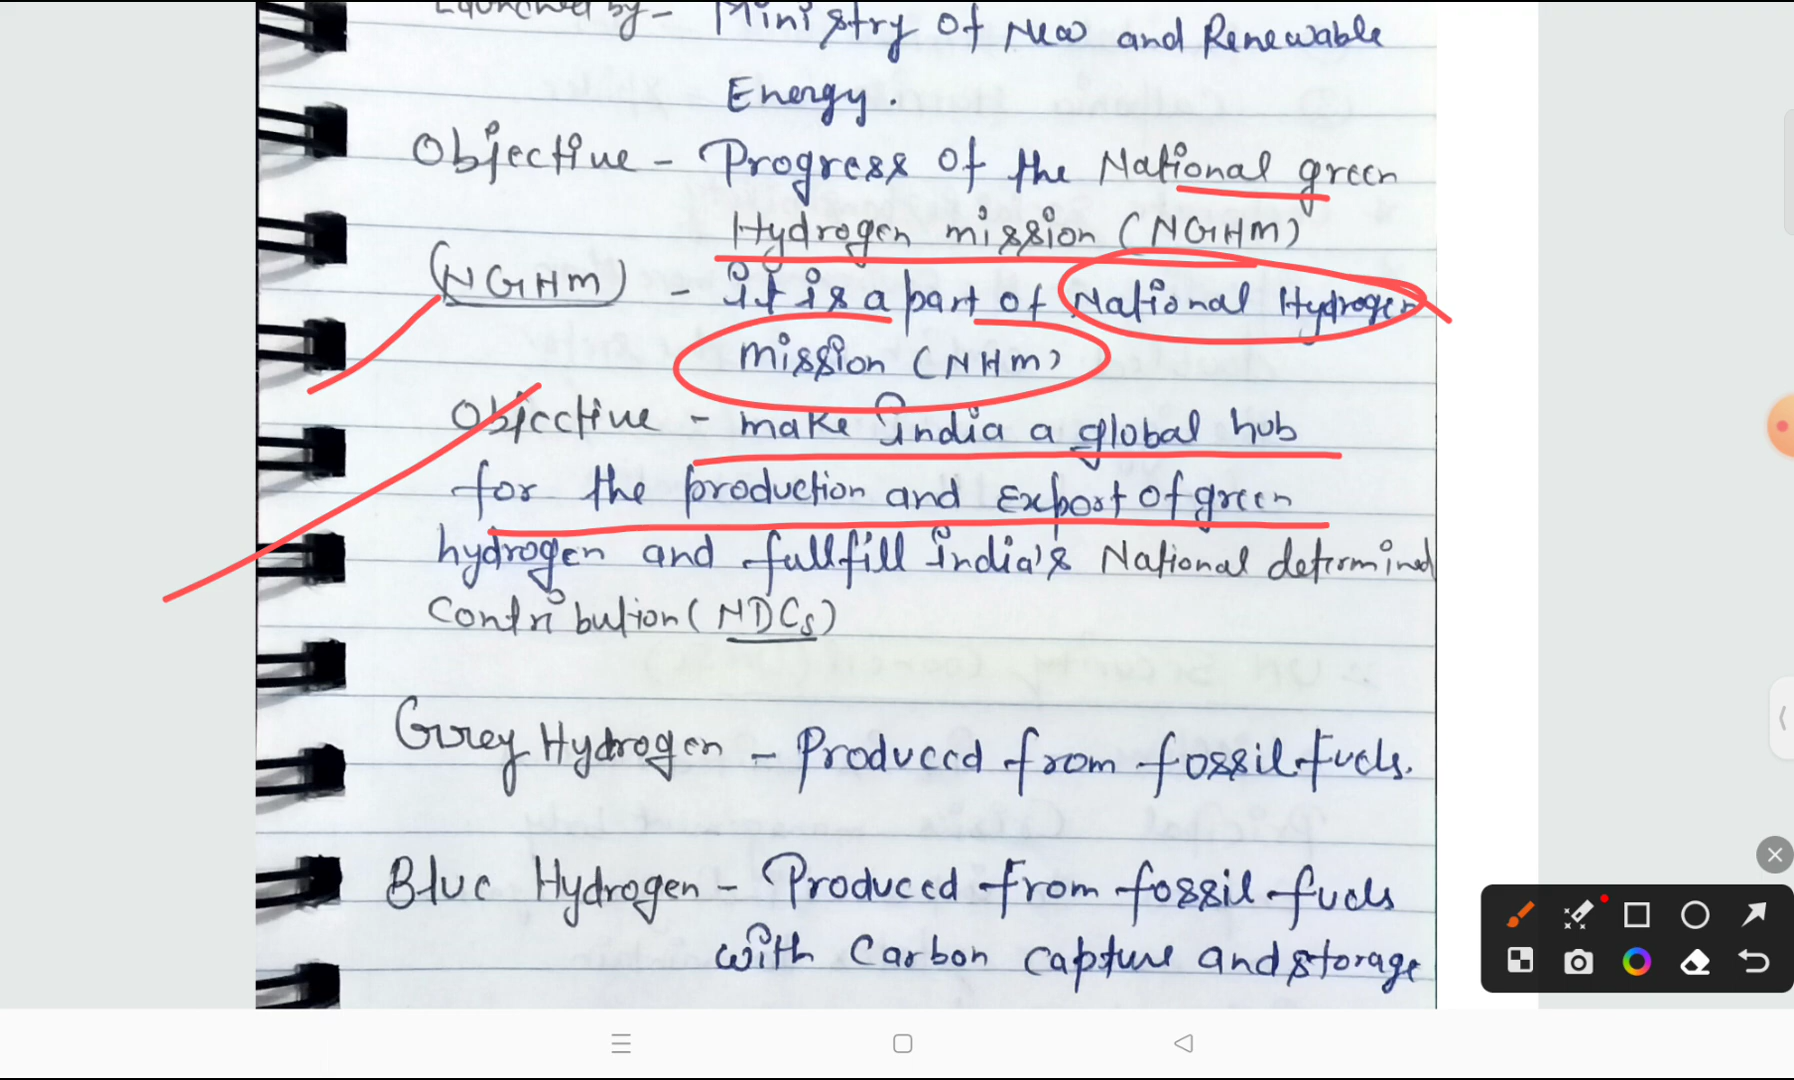 Launched by - Ministry of New and Renewable
Energy.
Objective - Progress of the National green
Hydrogen mission (NGHM)
(NGHM) - it is a part of National Hydrogen
mission (NHM)
Objective - make india a global hub
for the production and Export of green
hydrogen and fullfill india's National determined
Contribution (NDCs)
Grey Hydrogen - Produced from fossil fuels.
Blue Hydrogen - Produced from fossil fuels
with Carbon capture and storage